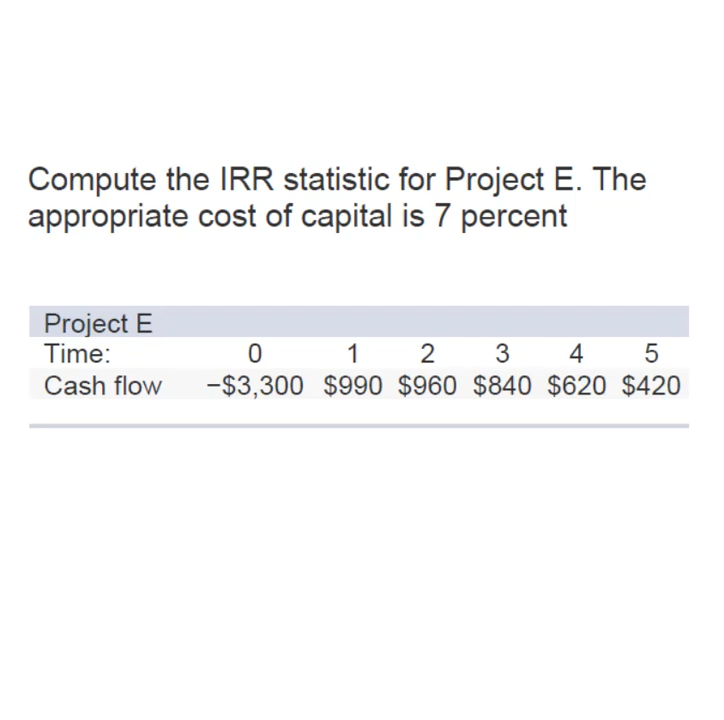 Compute the IRR statistic for Project E. The
appropriate cost of capital is 7 percent
Project E
Time: 0 1 2 3 4 5
Cash flow −$3,300 $990 $960 $840 $620 $420